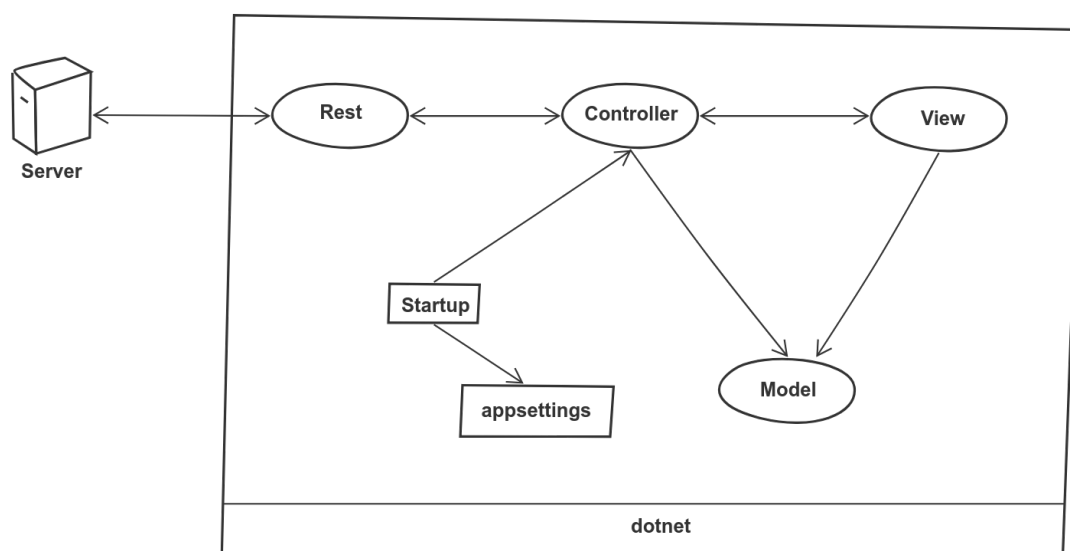 Server
Rest
Controller
View
Startup
appsettings
Model
dotnet